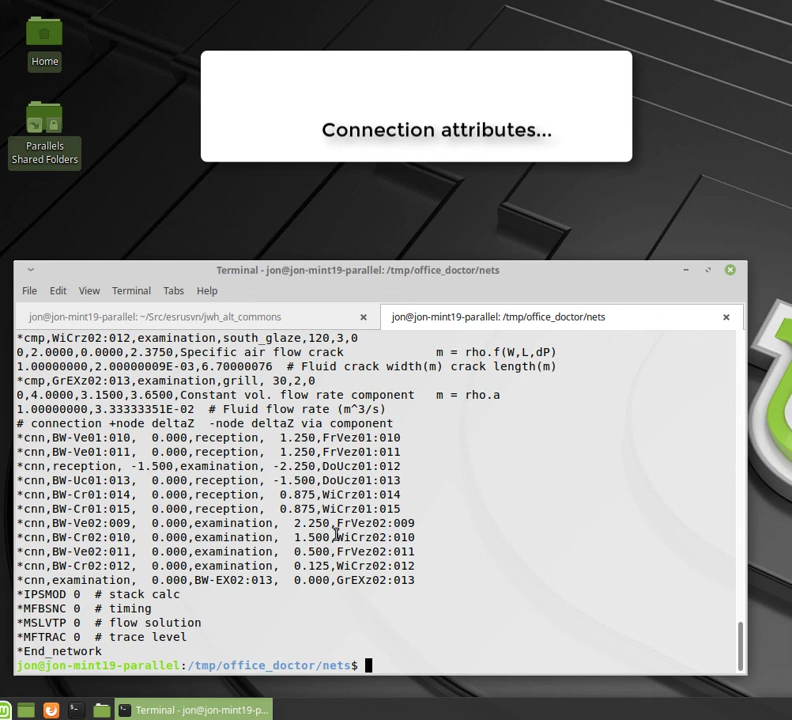 Home
Parallels
Shared Folders
Connection attributes...
Terminal - jon@jon-mint19-parallel: /tmp/office_doctor/nets
File Edit View Terminal Tabs Help
jon@jon-mint19-parallel: ~/Src/esrusvn/jwh_alt_commons
jon@jon-mint19-parallel: /tmp/office_doctor/nets
*cmp,WiCrz02:012,examination,south_glaze,120,3,0
0,2.0000,0.0000,2.3750,Specific air flow crack m = rho.f(W,L,dP)
1.00000000,2.00000009E-03,6.70000076 # Fluid crack width(m) crack length(m)
*cmp,GrEXz02:013,examination,grill, 30,2,0
0,4.0000,3.1500,3.6500,Constant vol. flow rate component m = rho.a
1.00000000,3.33333351E-02 # Fluid flow rate (m^3/s)
# connection +node deltaZ -node deltaZ via component
*cnn,BW-Ve01:010, 0.000,reception, 1.250,FrVez01:010
*cnn,BW-Ve01:011, 0.000,reception, 1.250,FrVez01:011
*cnn,reception, -1.500,examination, -2.250,DoUcz01:012
*cnn,BW-Uc01:013, 0.000,reception, -1.500,DoUcz01:013
*cnn,BW-Cr01:014, 0.000,reception, 0.875,WiCrz01:014
*cnn,BW-Cr01:015, 0.000,reception, 0.875,WiCrz01:015
*cnn,BW-Ve02:009, 0.000,examination, 2.250,FrVez02:009
*cnn,BW-Cr02:010, 0.000,examination, 1.500,WiCrz02:010
*cnn,BW-Ve02:011, 0.000,examination, 0.500,FrVez02:011
*cnn,BW-Cr02:012, 0.000,examination, 0.125,WiCrz02:012
*cnn,examination, 0.000,BW-EX02:013, 0.000,GrEXz02:013
*IPSMOD 0 # stack calc
*MFBSNC 0 # timing
*MSLVTP 0 # flow solution
*MFTRAC 0 # trace level
*End_network
jon@jon-mint19-parallel:/tmp/office_doctor/nets$
Terminal - jon@jon-mint19-p...